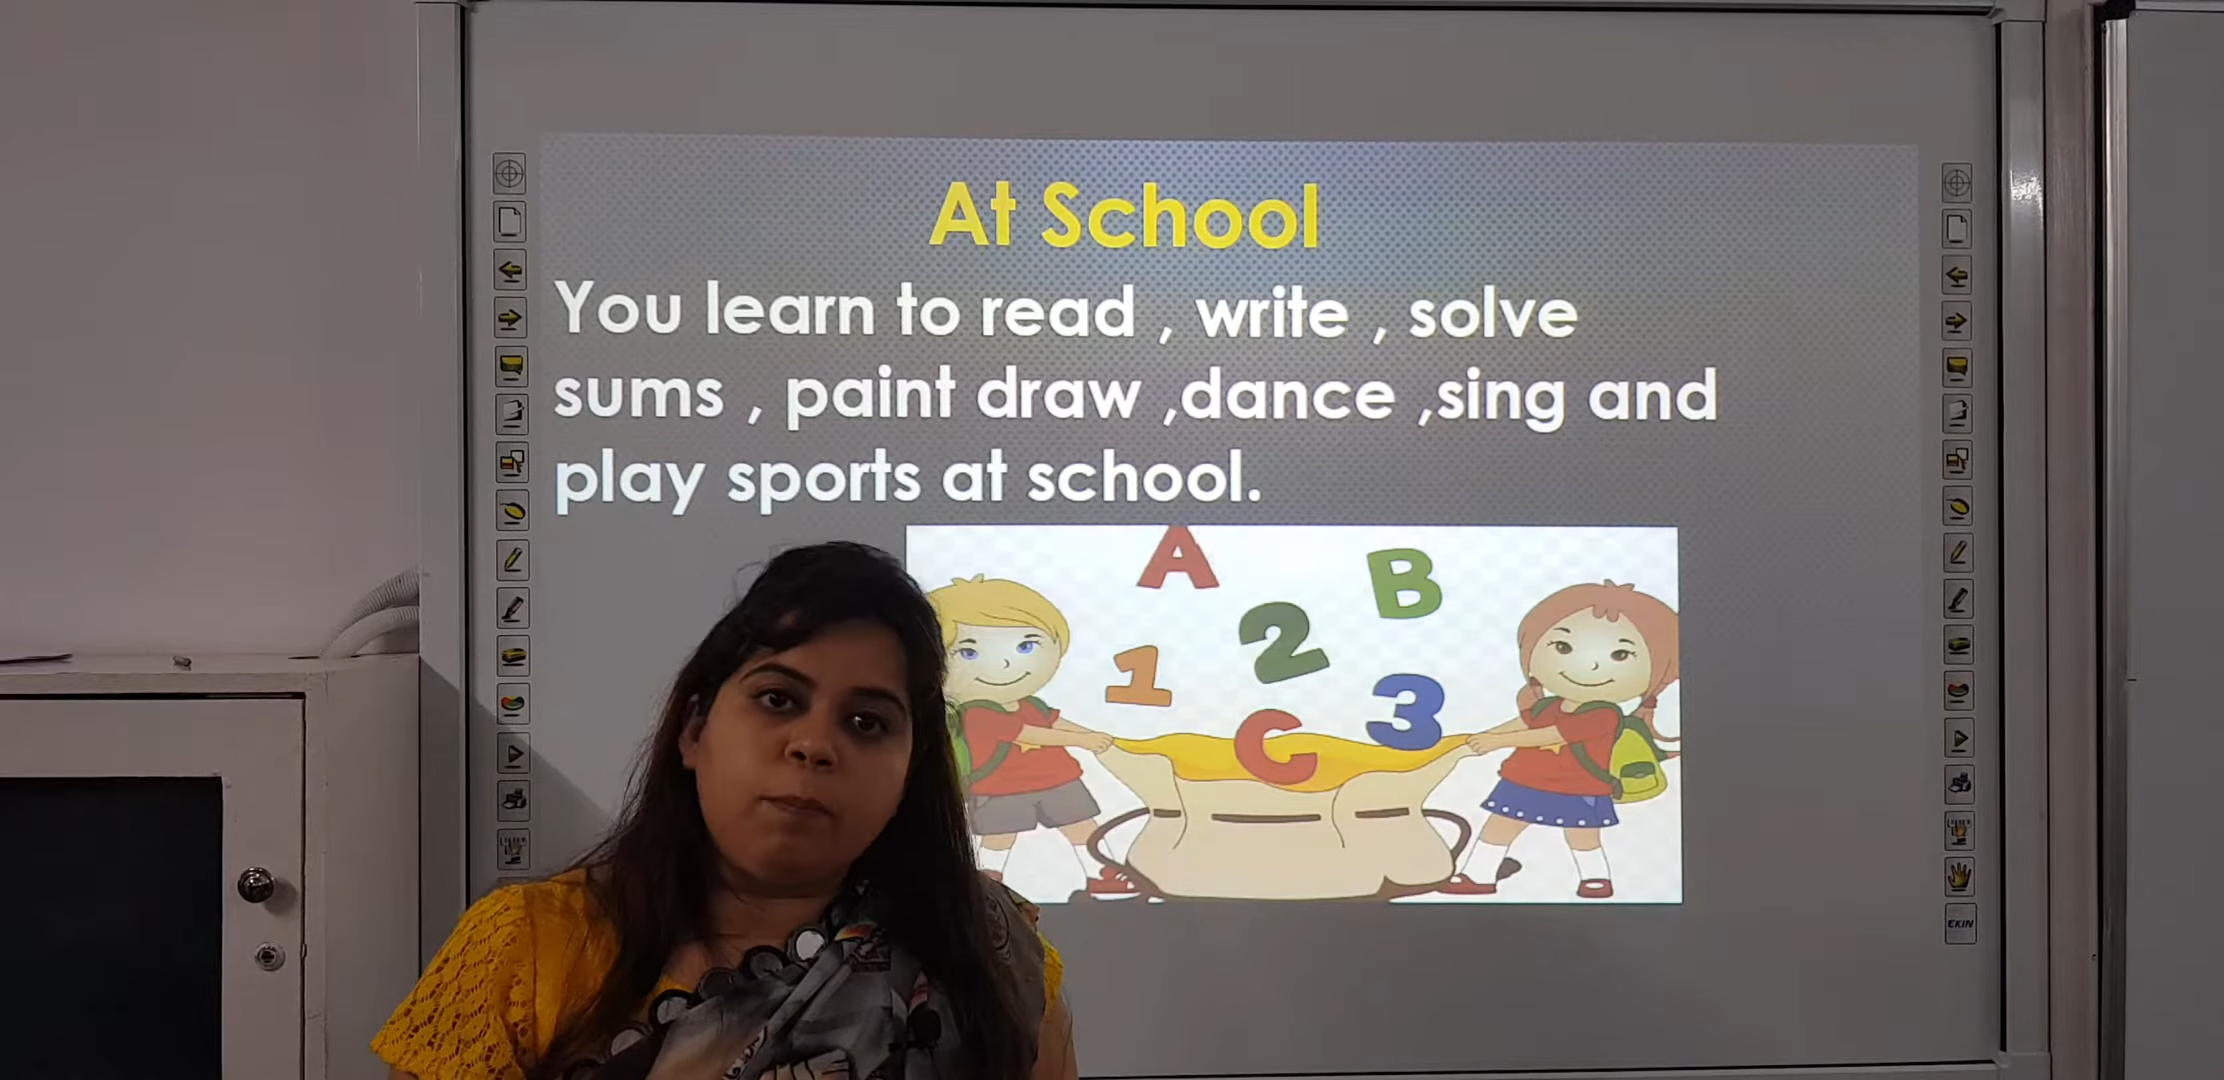 At School
You learn to read , write , solve
sums , paint draw ,dance ,sing and
play sports at school.
A
B
2
1
3
C
EKIN